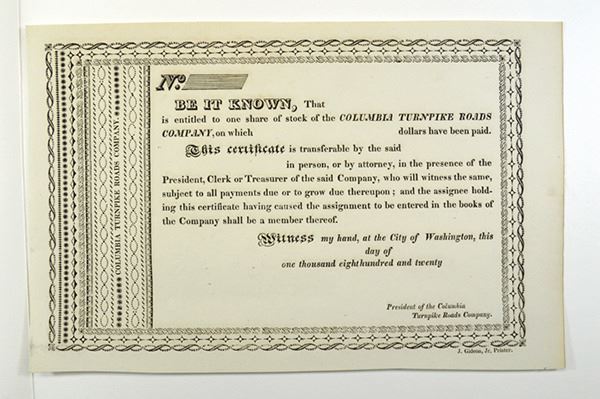 No.
BE IT KNOWN, That
is entitled to one share of stock of the COLUMBIA TURNPIKE ROADS
COMPANY, on which dollars have been paid.
This certificate is transferable by the said
in person, or by attorney, in the presence of the
President, Clerk or Treasurer of the said Company, who will witness the same,
subject to all payments due or to grow due thereupon; and the assignee hold-
ing this certificate having caused the assignment to be entered in the books of
the Company shall be a member thereof.
Witness my hand, at the City of Washington, this
day of
one thousand eighthundred and twenty
President of the Columbia
Turnpike Roads Company.
J. Gideon, Jr. Printer.
COLUMBIA TURNPIKE ROADS COMPANY.